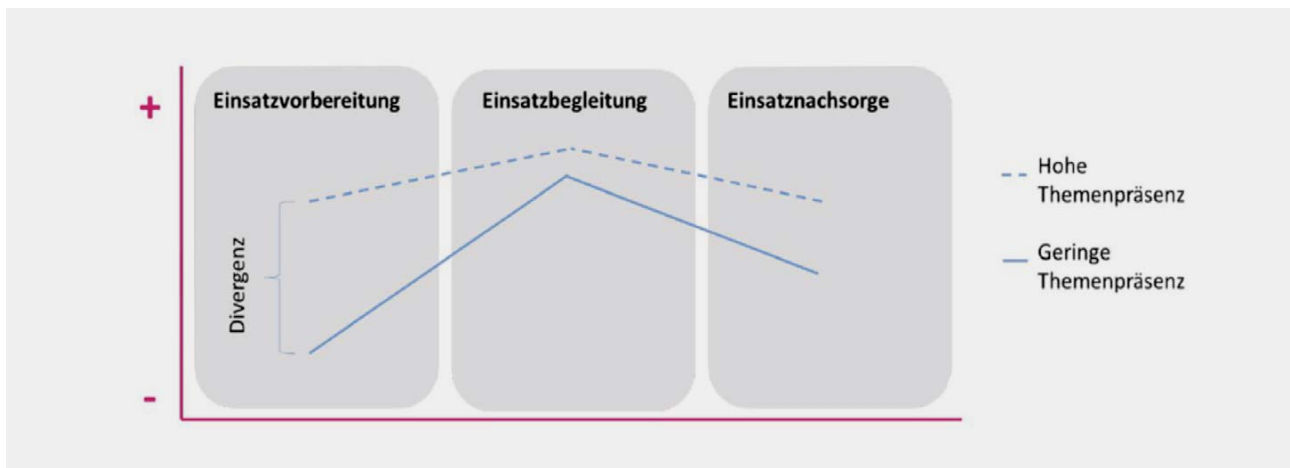 +
Einsatzvorbereitung
Einsatzbegleitung
Einsatznachsorge
Hohe
Themenpräsenz
Divergenz
Geringe
Themenpräsenz
-